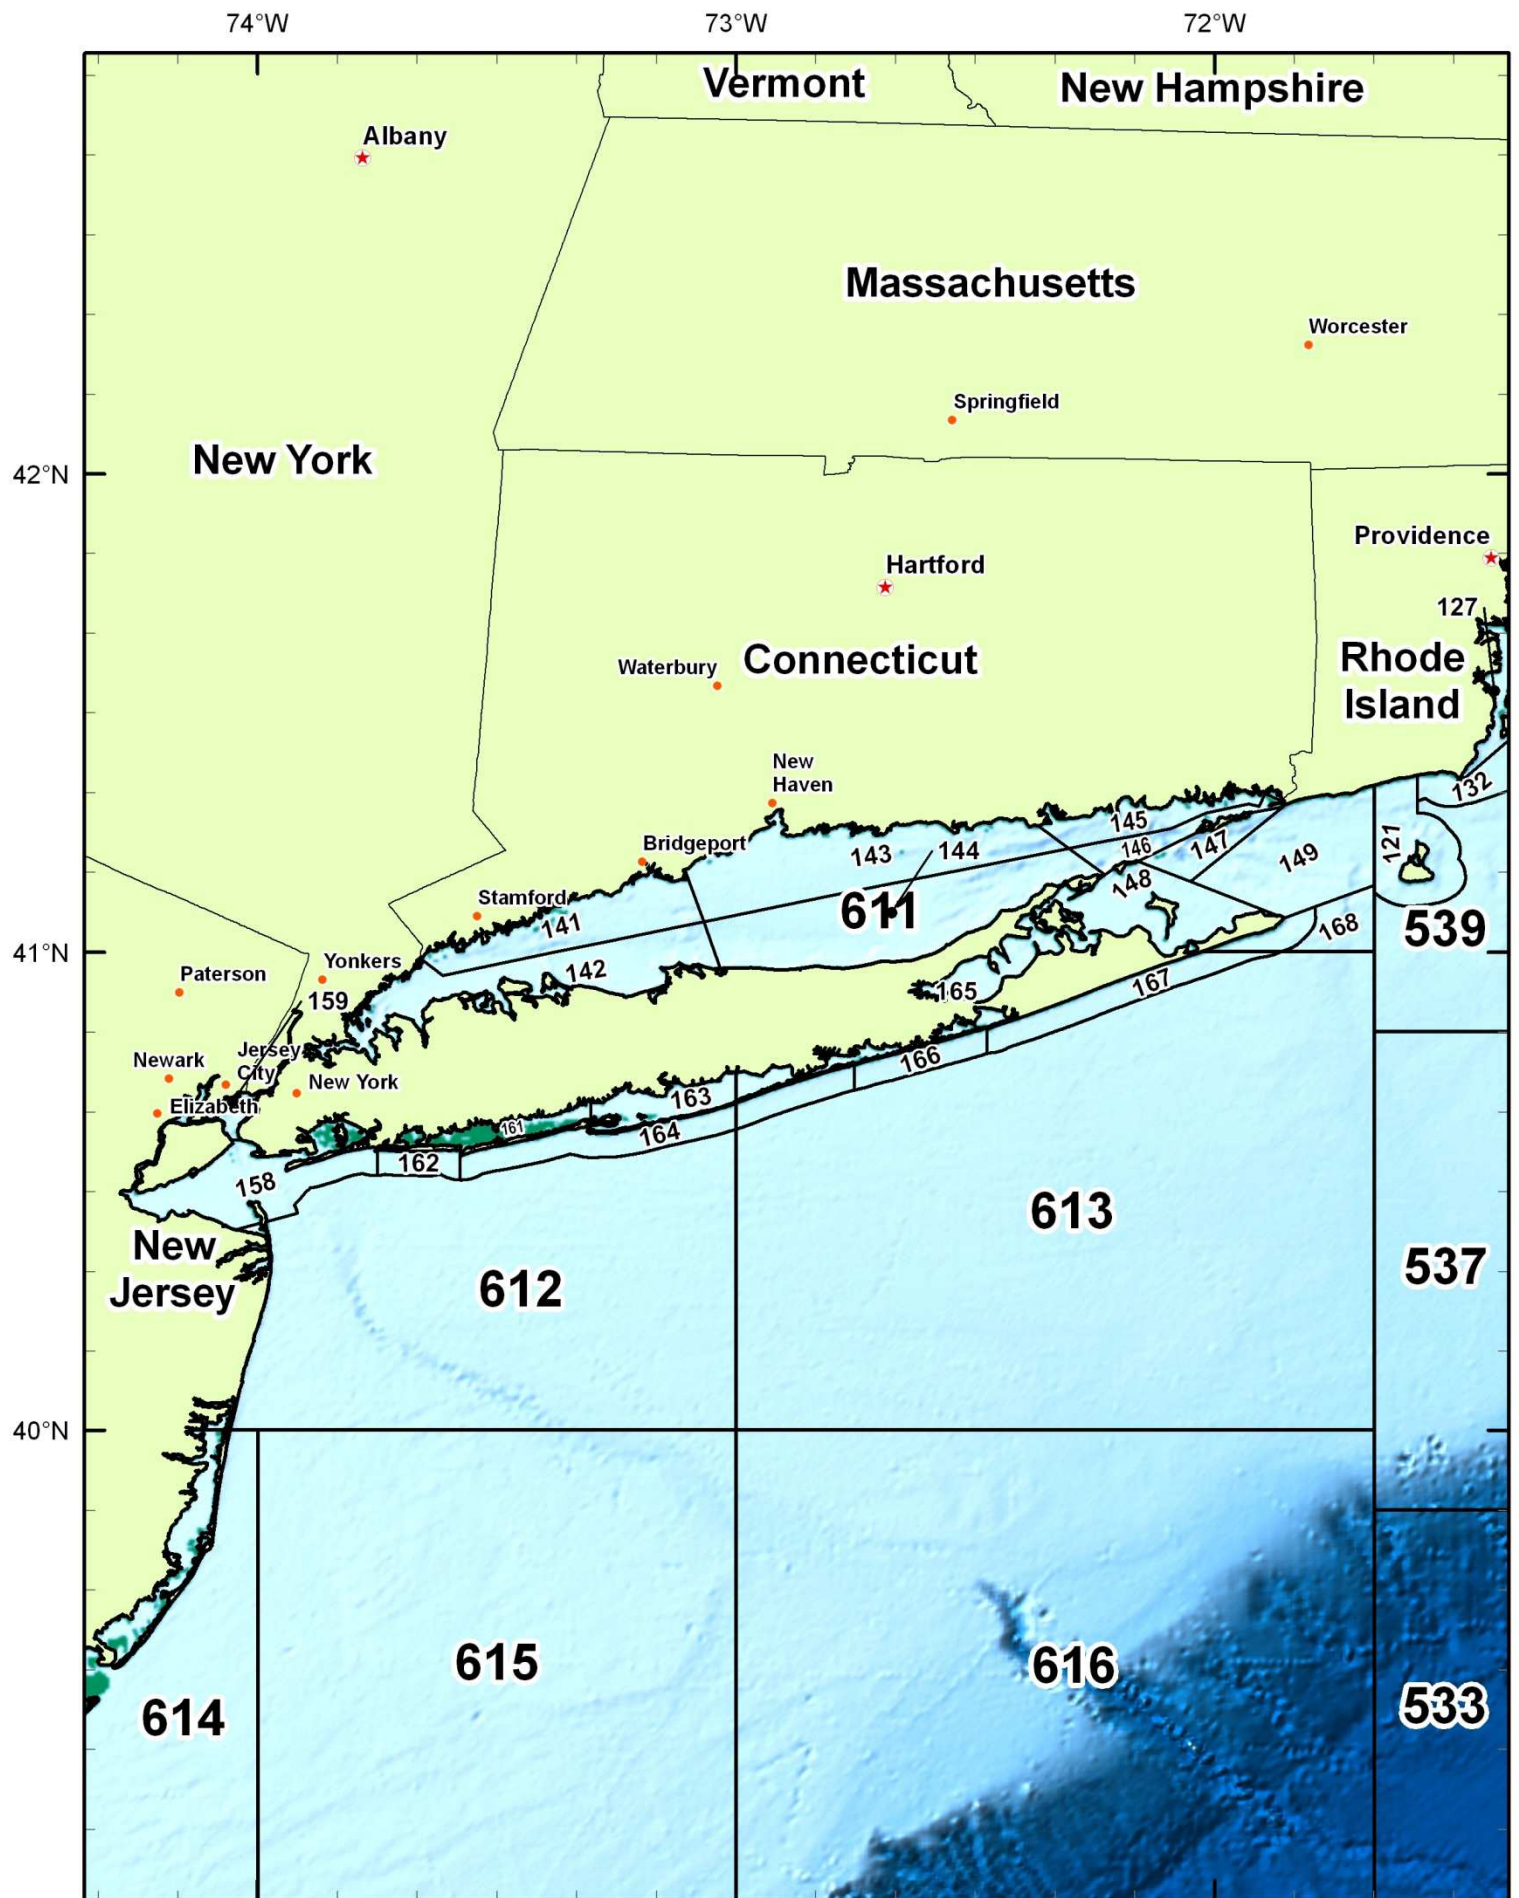 74°W
73°W
72°W
Vermont
New Hampshire
Albany
Massachusetts
Worcester
Springfield
New York
42°N
Providence
Hartford
127
Connecticut
Waterbury
Rhode
Island
New
Haven
132
Bridgeport
145
143
144
146
147
149
121
148
Stamford
611
141
168
539
41°N
Yonkers
Paterson
142
159
165
167
Newark
Jersey
City
New York
166
Elizabeth
163
161
164
162
158
613
New
Jersey
612
537
40°N
615
616
614
533